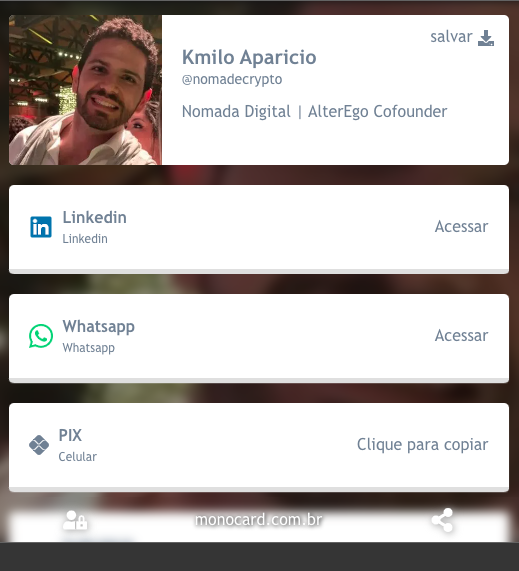 salvar
Kmilo Aparicio
@nomadecrypto
Nomada Digital | AlterEgo Cofounder
Linkedin
Linkedin
Acessar
Whatsapp
Whatsapp
Acessar
PIX
Celular
Clique para copiar
monocard.com.br